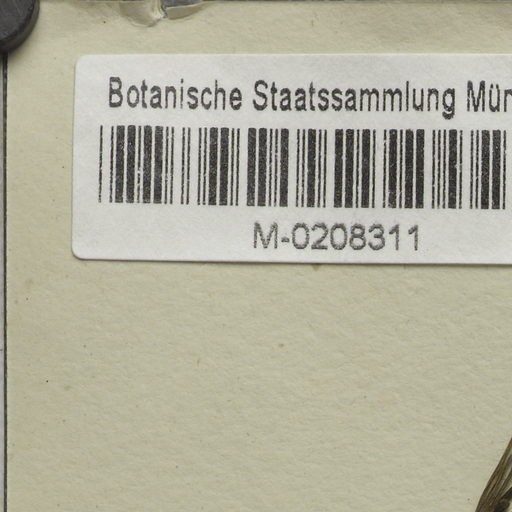 Botanische Staatssammlung Mün
M-0208311